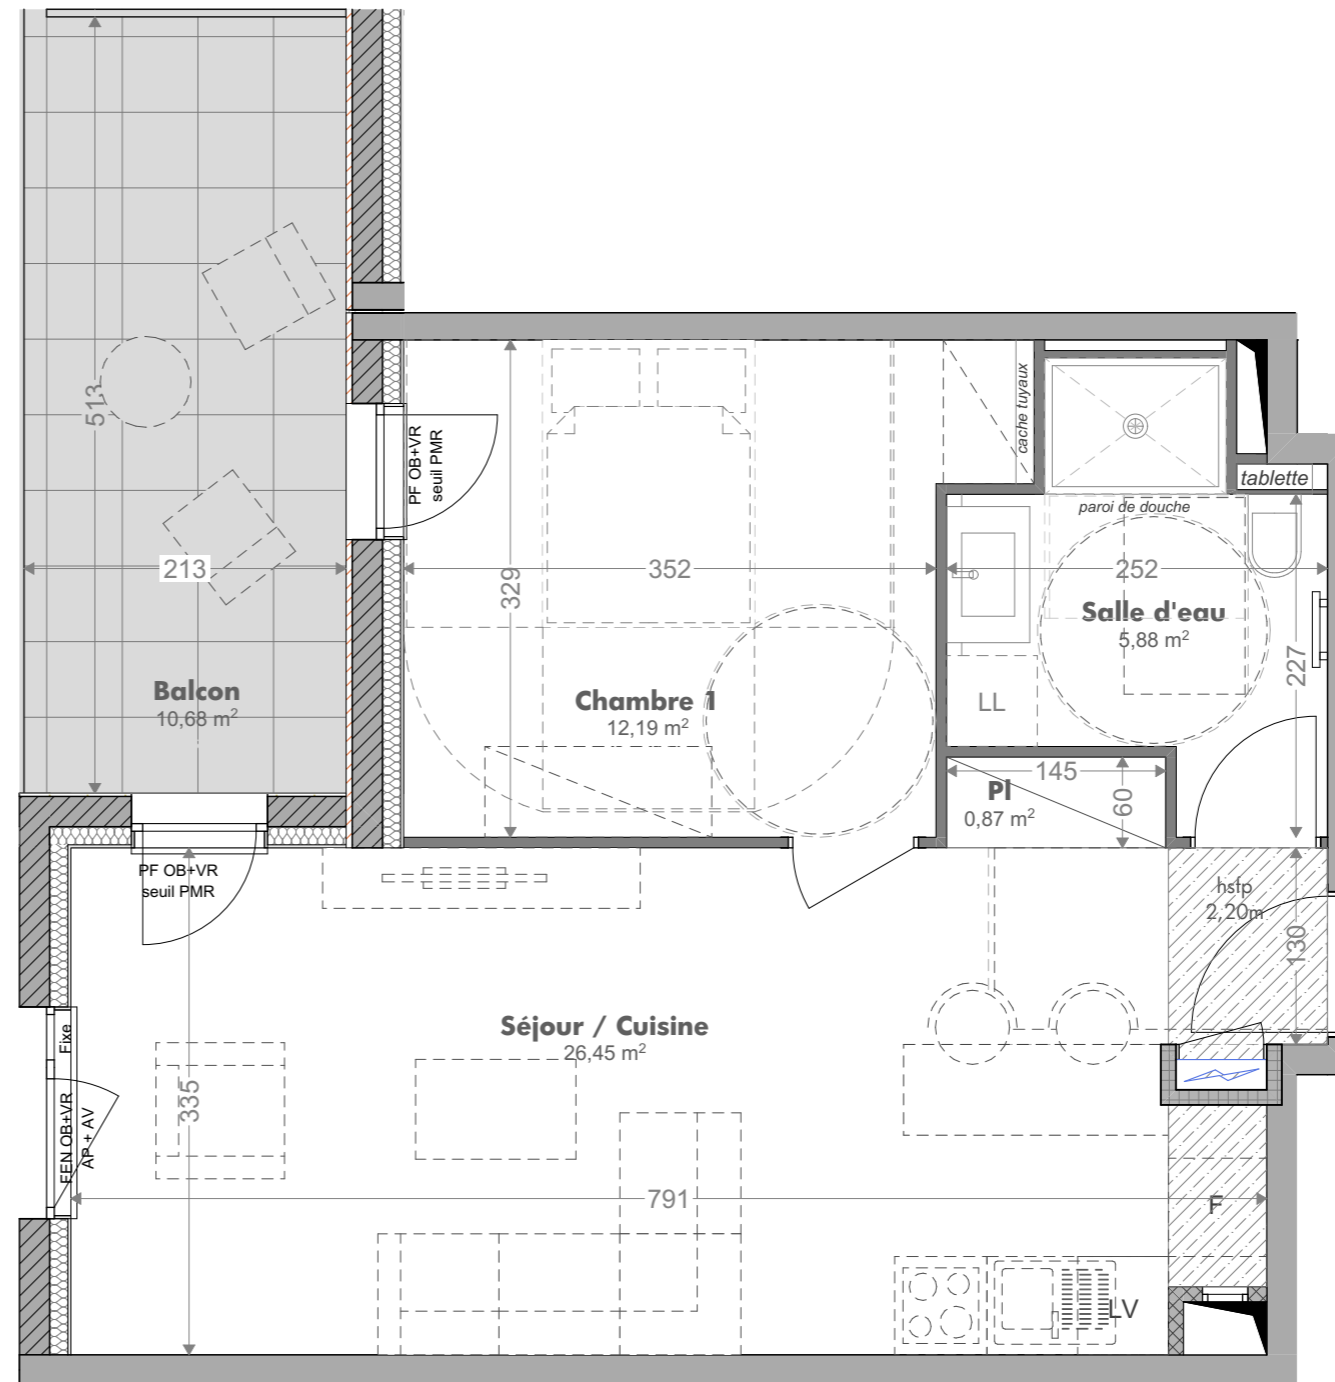 513
213
Balcon
10,68 m²
PF OB+VR
seuil PMR
329
352
Chambre 1
12,19 m²
cache tuyaux
tablette
paroi de douche
252
Salle d'eau
5,88 m²
227
LL
145
Pl
0,87 m²
60
PF OB+VR
seuil PMR
hsfp
2,20m
130
Séjour / Cuisine
26,45 m²
Fixe
FEN OB+VR
AP + AV
335
791
F
LV